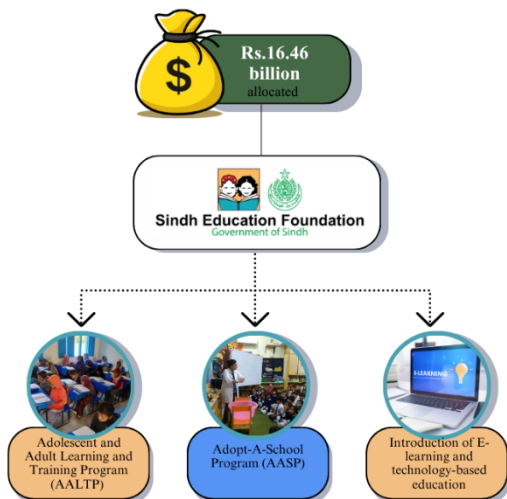 $
Rs.16.46
billion
allocated
Sindh Education Foundation
Government of Sindh
E-LEARNING
Adolescent and
Adult Learning and
Training Program
(AALTP)
Adopt-A-School
Program (AASP)
Introduction of E-
learning and
technology-based
education